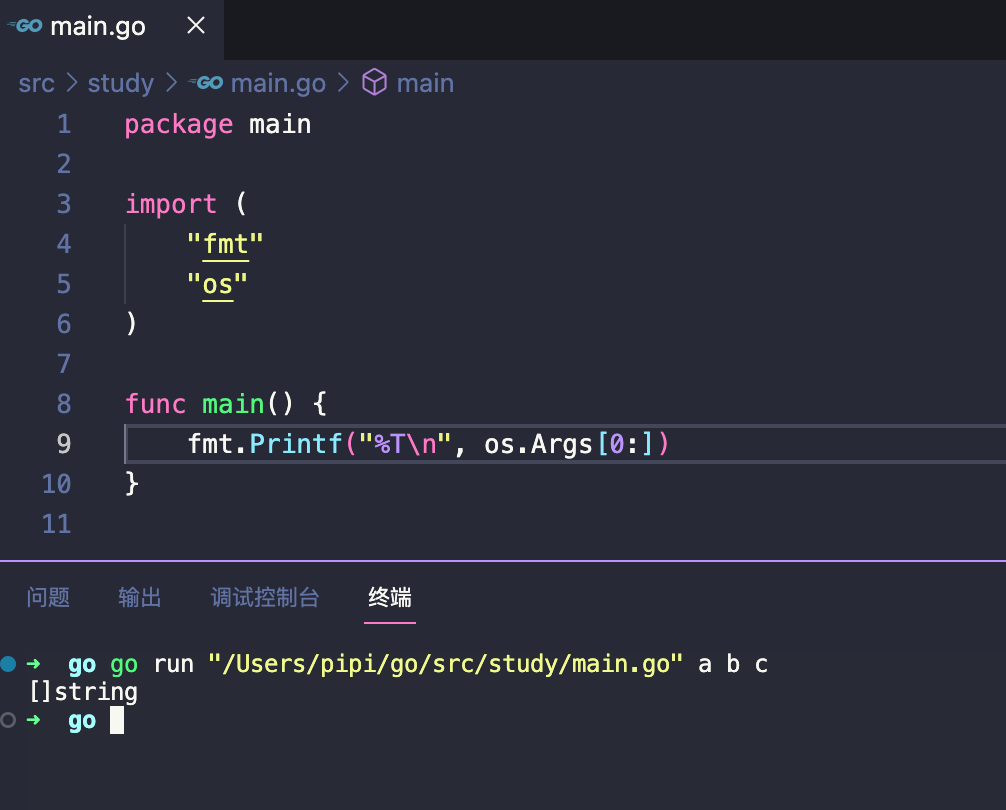 GO main.go ×
src > study > GO main.go > main
1 package main
2
3 import (
4     "fmt"
5     "os"
6 )
7
8 func main() {
9     fmt.Printf("%T\n", os.Args[0:])
10 }
11
问题 输出 调试控制台 终端
➜ go go run "/Users/pipi/go/src/study/main.go" a b c
[]string
➜ go